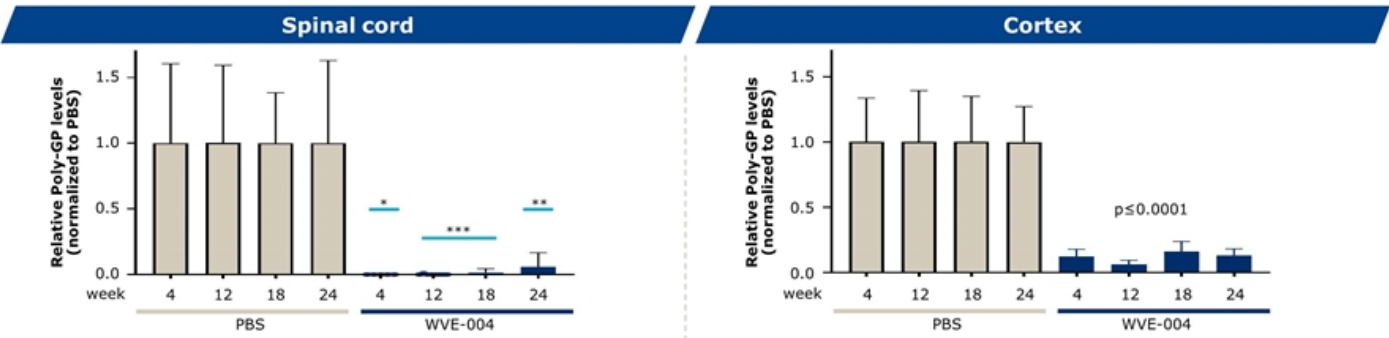 Spinal cord
Relative Poly-GP levels
(normalized to PBS)
1.5
1.0
0.5
0.0
*
***
**
week 4 12 18 24 4 12 18 24
PBS WVE-004
Cortex
Relative Poly-GP levels
(normalized to PBS)
1.5
1.0
0.5
0.0
p≤0.0001
week 4 12 18 24 4 12 18 24
PBS WVE-004